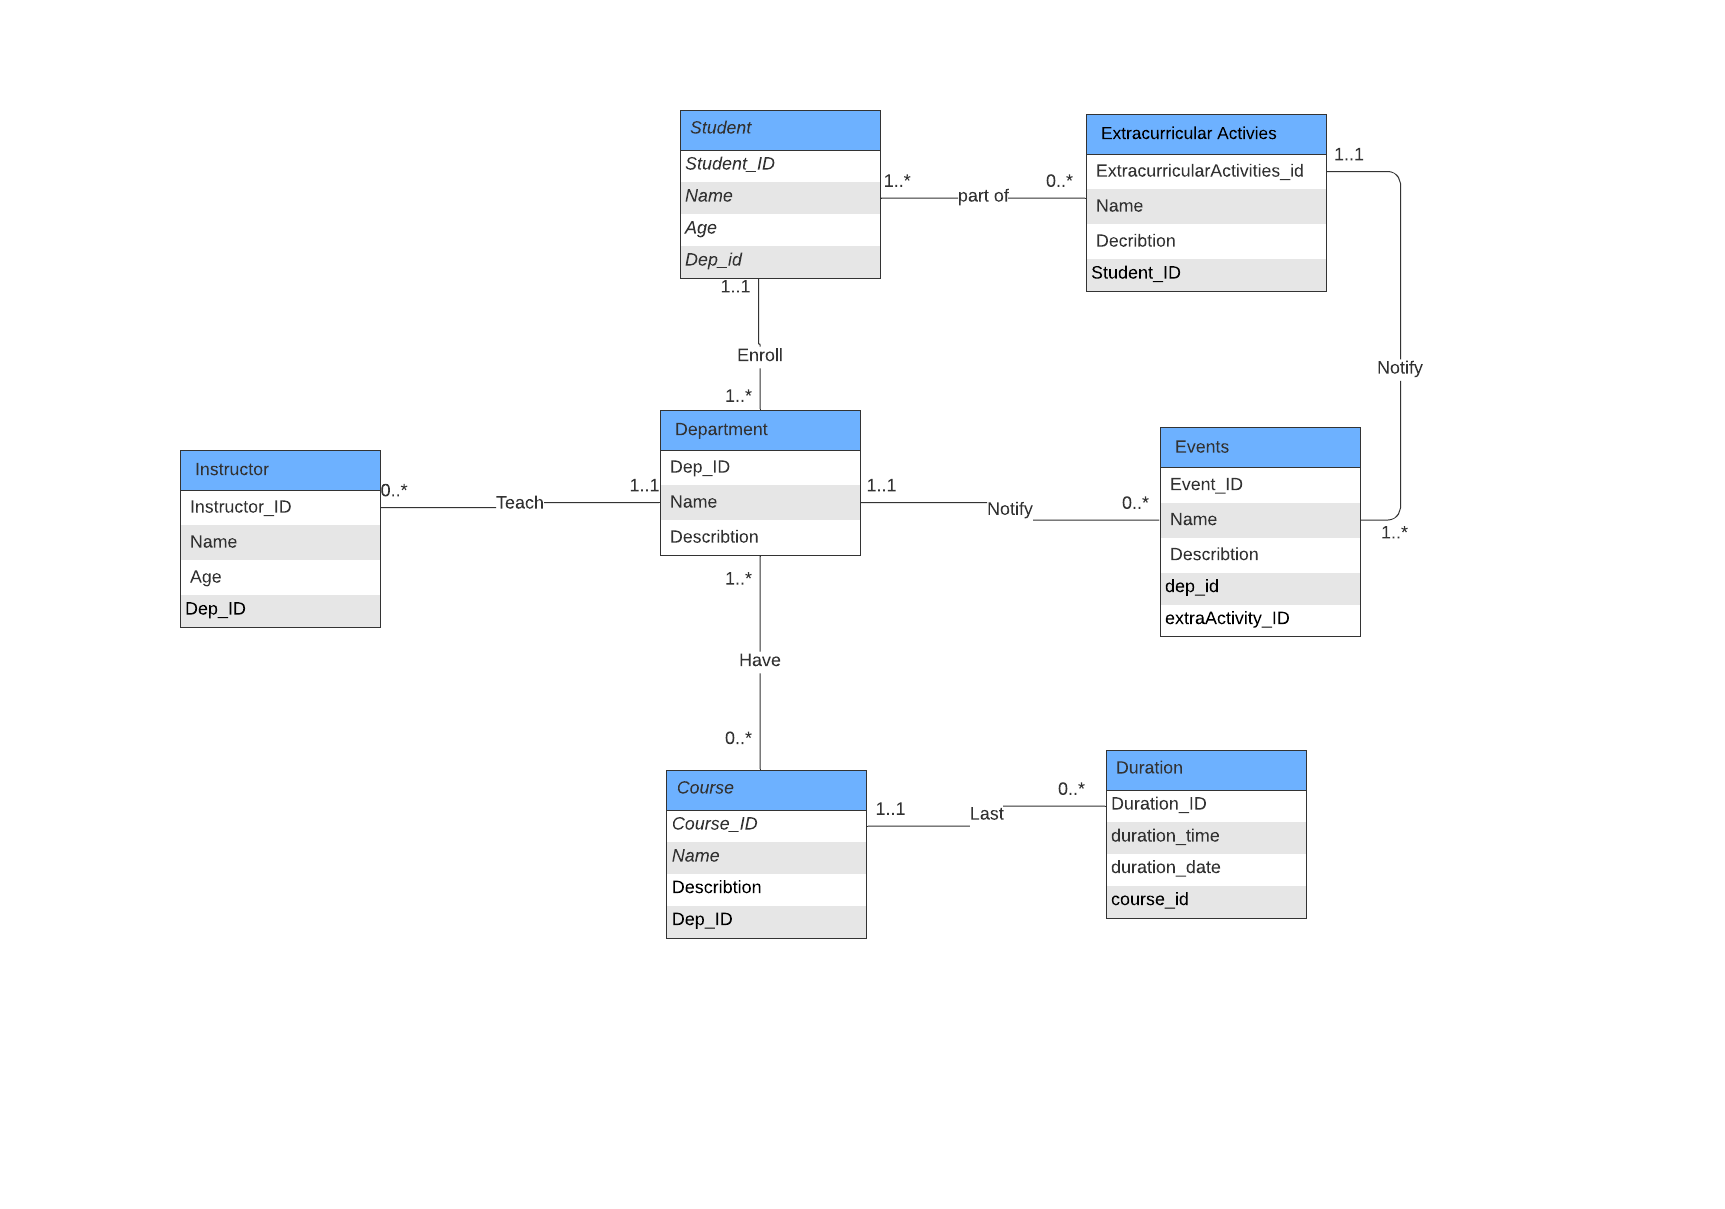 Student
Student_ID
Name
Age
Dep_id
1..*
part of
0..*
Extracurricular Activies
ExtracurricularActivities_id
Name
Decribtion
Student_ID
1..1
Notify
1..*
1..1
Enroll
1..*
Instructor
Instructor_ID
Name
Age
Dep_ID
0..*
Teach
1..1
Department
Dep_ID
Name
Describtion
1..1
Notify
0..*
Events
Event_ID
Name
Describtion
dep_id
extraActivity_ID
1..*
Have
0..*
Course
Course_ID
Name
Describtion
Dep_ID
1..1
Last
0..*
Duration
Duration_ID
duration_time
duration_date
course_id